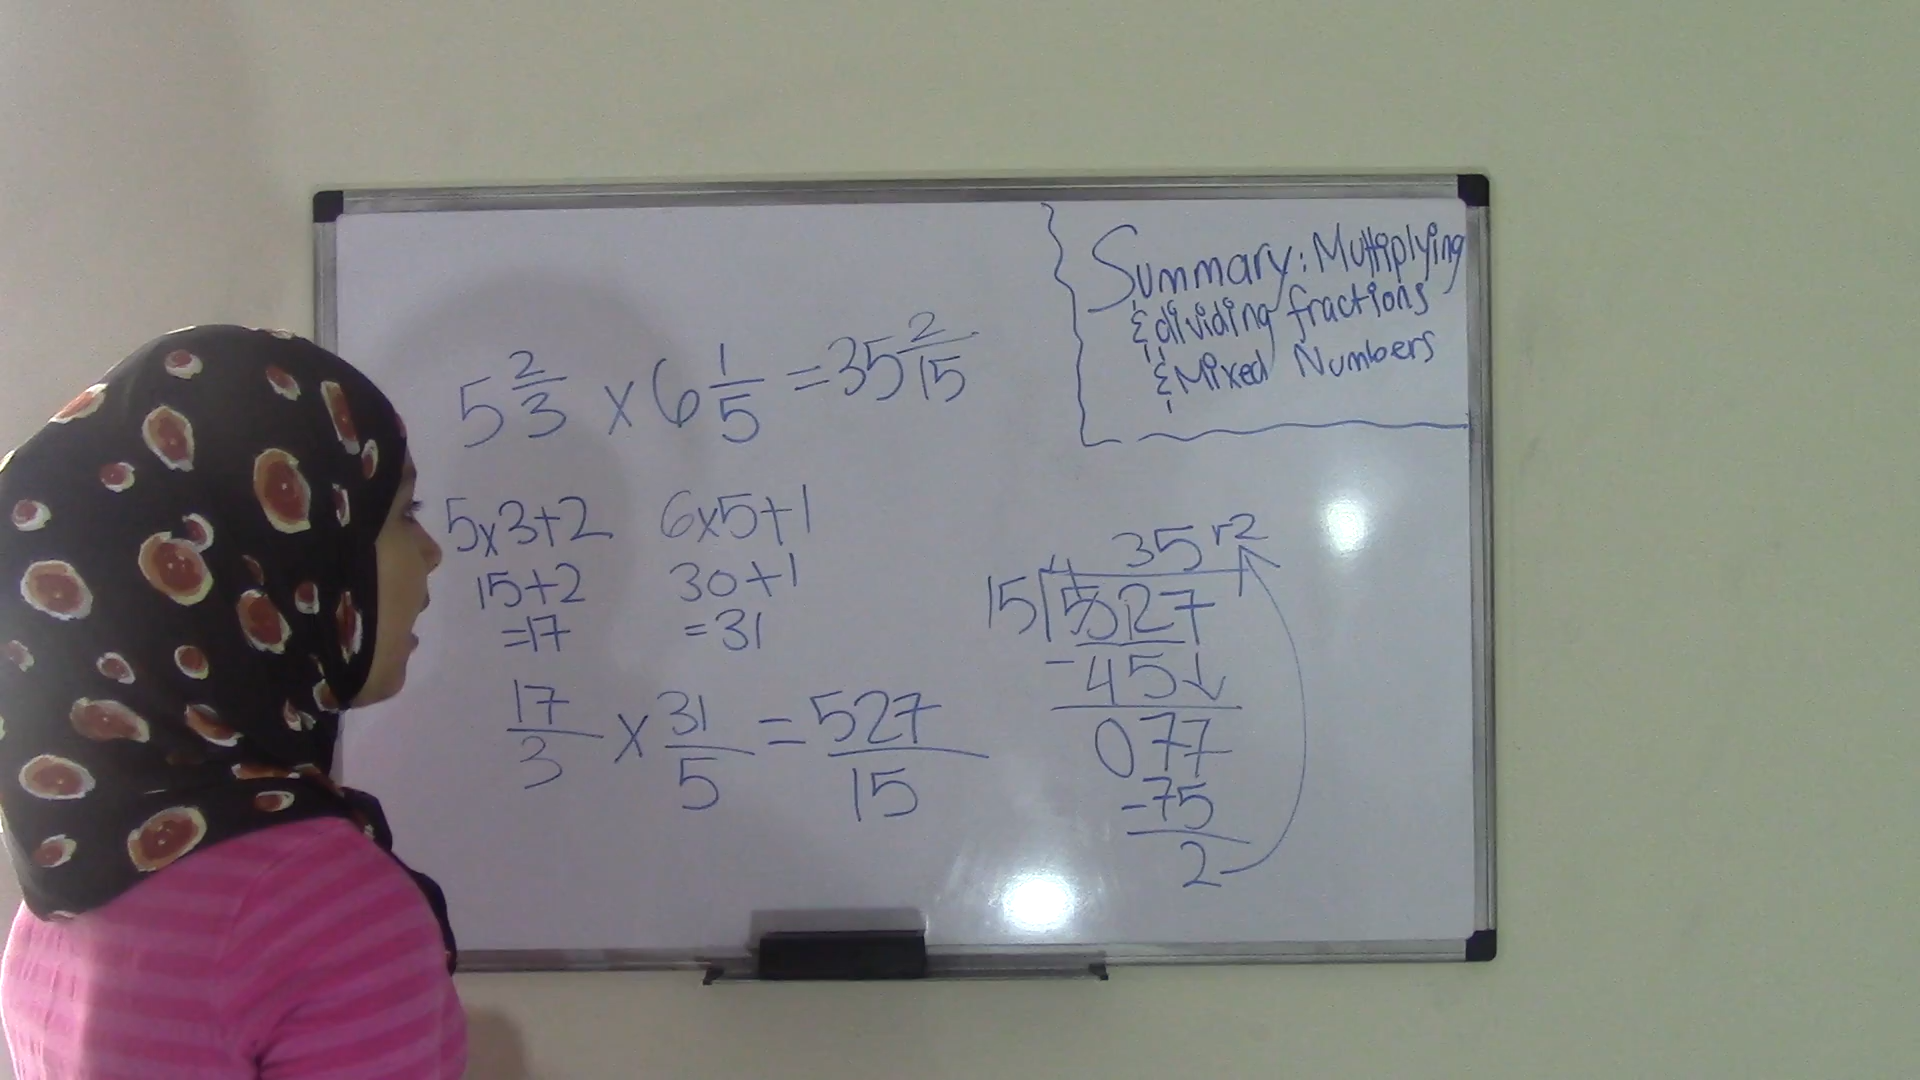 Summary: Multiplying
& dividing fractions
& Mixed Numbers
5 2/3 x 6 1/5 = 35 2/15
5x3+2
15+2
=17
6x5+1
30+1
=31
17/3 x 31/5 = 527/15
35 r2
15 527
-45↓
077
-75
2